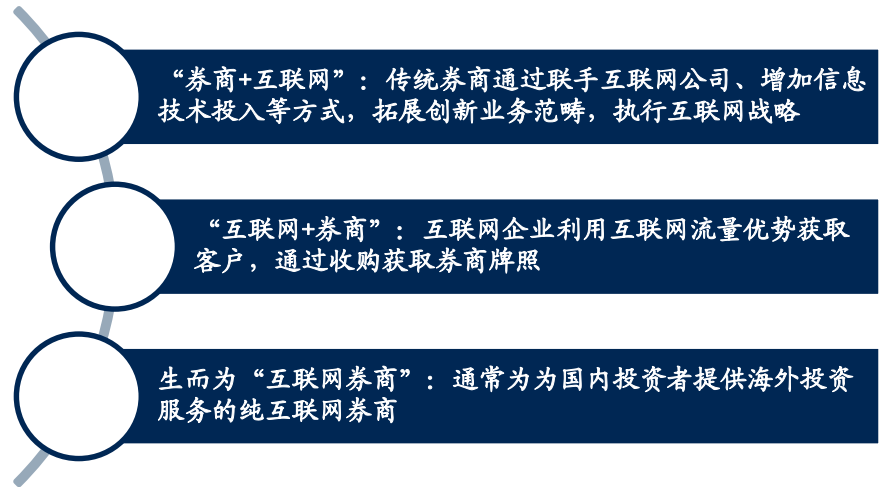 “券商+互联网”：传统券商通过联手互联网公司、增加信息
技术投入等方式，拓展创新业务范畴，执行互联网战略
“互联网+券商”：互联网企业利用互联网流量优势获取
客户，通过收购获取券商牌照
生而为“互联网券商”：通常为为国内投资者提供海外投资
服务的纯互联网券商